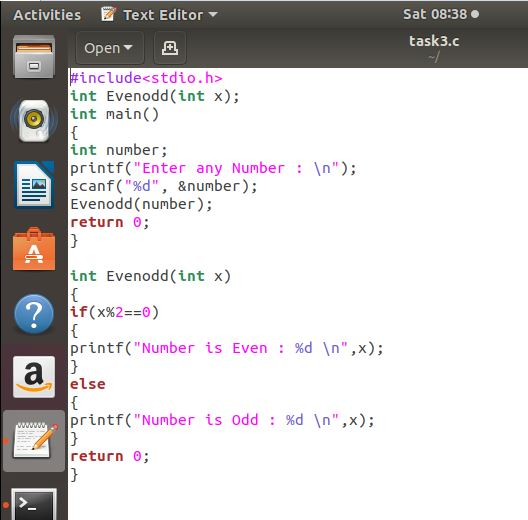 Activities Text Editor Sat 08:38
Open task3.c
~/
#include<stdio.h>
int Evenodd(int x);
int main()
{
int number;
printf("Enter any Number : \n");
scanf("%d", &number);
Evenodd(number);
return 0;
}

int Evenodd(int x)
{
if(x%2==0)
{
printf("Number is Even : %d \n",x);
}
else
{
printf("Number is Odd : %d \n",x);
}
return 0;
}
A
?
a
>_